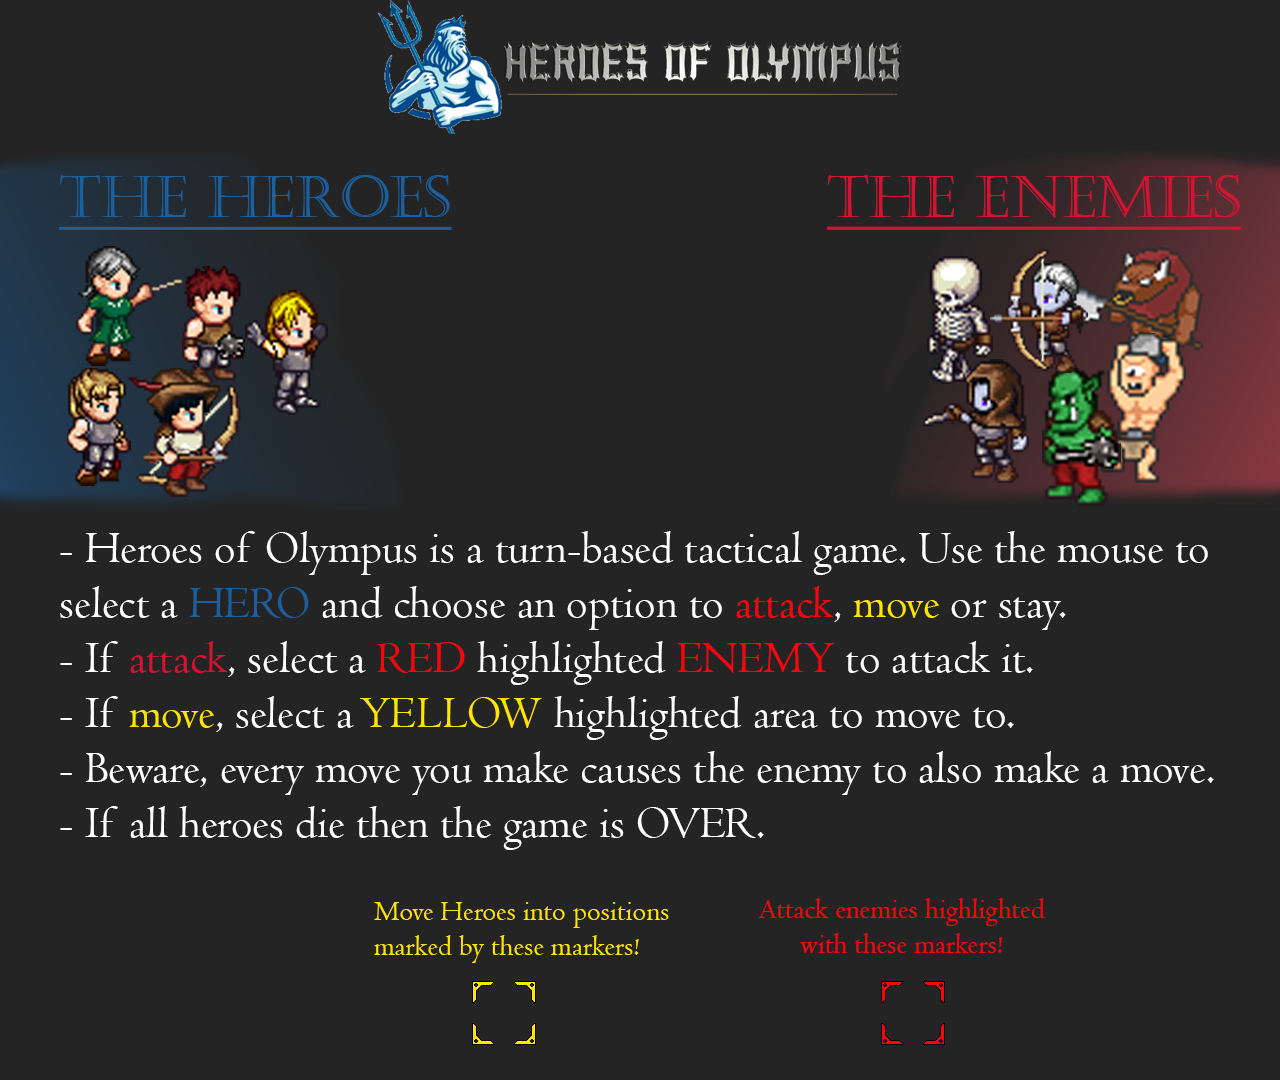 HEROES OF OLYMPUS
THE HEROES
THE ENEMIES
- Heroes of Olympus is a turn-based tactical game. Use the mouse to
select a HERO and choose an option to attack, move or stay.
- If attack, select a RED highlighted ENEMY to attack it.
- If move, select a YELLOW highlighted area to move to.
- Beware, every move you make causes the enemy to also make a move.
- If all heroes die then the game is OVER.
Move Heroes into positions
marked by these markers!
Attack enemies highlighted
with these markers!